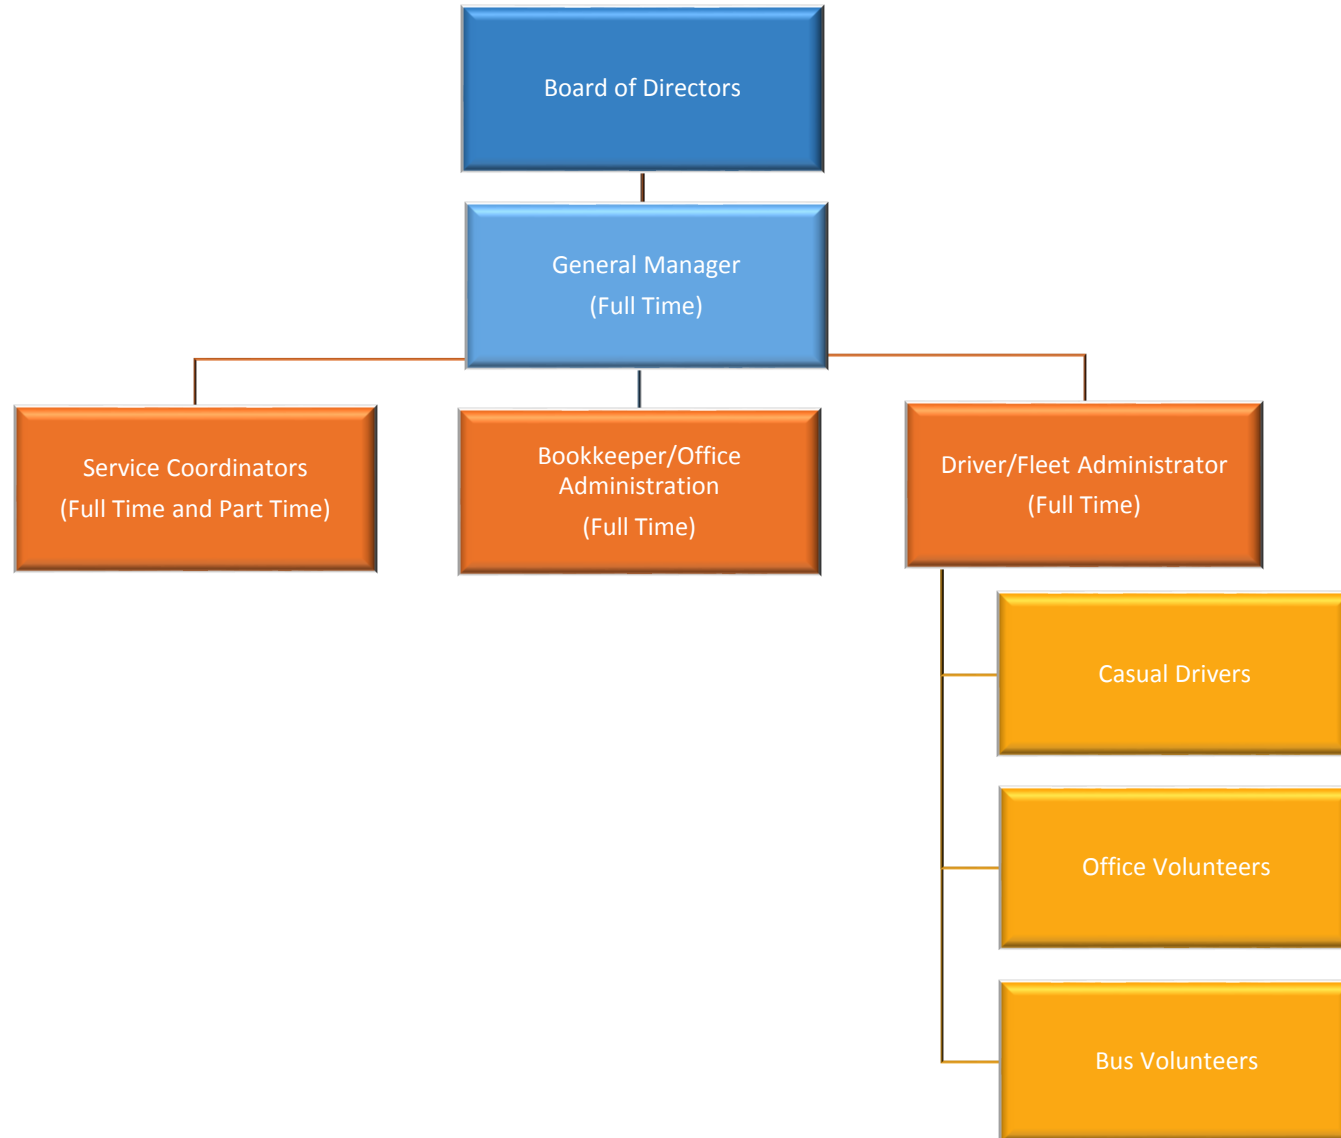 Board of Directors
General Manager
(Full Time)
Service Coordinators
(Full Time and Part Time)
Bookkeeper/Office
Administration
(Full Time)
Driver/Fleet Administrator
(Full Time)
Casual Drivers
Office Volunteers
Bus Volunteers